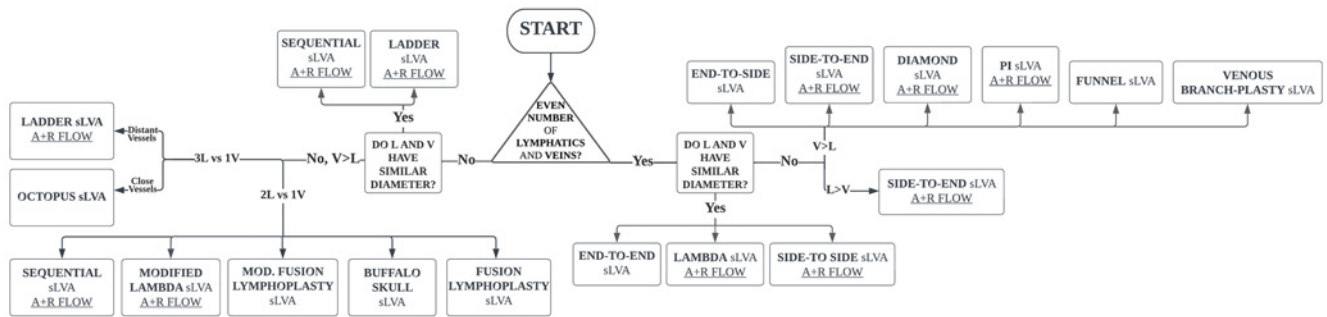 START
SEQUENTIAL
sLVA
A+R FLOW
LADDER
sLVA
A+R FLOW
EVEN
NUMBER
OF
LYMPHATICS
AND VEINS?
No
DO L AND V
HAVE
SIMILAR
DIAMETER?
Yes
No, V>L
3L vs 1V
Distant
Vessels
LADDER sLVA
A+R FLOW
Close
Vessels
OCTOPUS sLVA
2L vs 1V
SEQUENTIAL
sLVA
A+R FLOW
MODIFIED
LAMBDA sLVA
A+R FLOW
MOD. FUSION
LYMPHOPLASTY
sLVA
BUFFALO
SKULL
sLVA
FUSION
LYMPHOPLASTY
sLVA
Yes
DO L AND V
HAVE
SIMILAR
DIAMETER?
No
V>L
END-TO-SIDE
sLVA
SIDE-TO-END
sLVA
A+R FLOW
DIAMOND
sLVA
A+R FLOW
PI sLVA
A+R FLOW
FUNNEL sLVA
VENOUS
BRANCH-PLASTY sLVA
L>V
SIDE-TO-END sLVA
A+R FLOW
Yes
END-TO-END
sLVA
LAMBDA sLVA
A+R FLOW
SIDE-TO SIDE sLVA
A+R FLOW